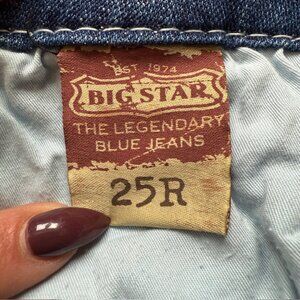 EST 1974
BIG STAR
THE LEGENDARY
BLUE JEANS
25R